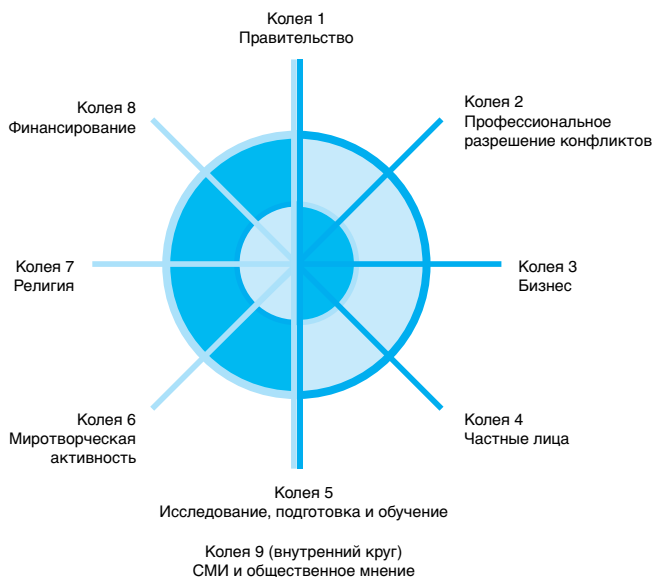 Колея 1
Правительство
Колея 2
Профессиональное
разрешение конфликтов
Колея 3
Бизнес
Колея 4
Частные лица
Колея 5
Исследование, подготовка и обучение
Колея 6
Миротворческая
активность
Колея 7
Религия
Колея 8
Финансирование
Колея 9 (внутренний круг)
СМИ и общественное мнение